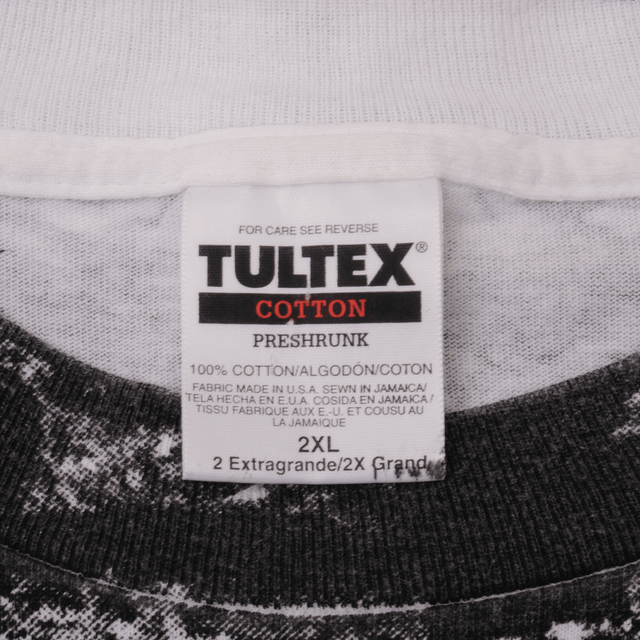 FOR CARE SEE REVERSE
TULTEX®
COTTON
PRESHRUNK
100% COTTON/ALGODÓN/COTON
FABRIC MADE IN U.S.A. SEWN IN JAMAICA/
TELA HECHA EN E.U.A. COSIDA EN JAMAICA/
TISSU FABRIQUE AUX E.-U. ET COUSU AU
LA JAMAIQUE
2XL
2 Extragrande/2X Grand